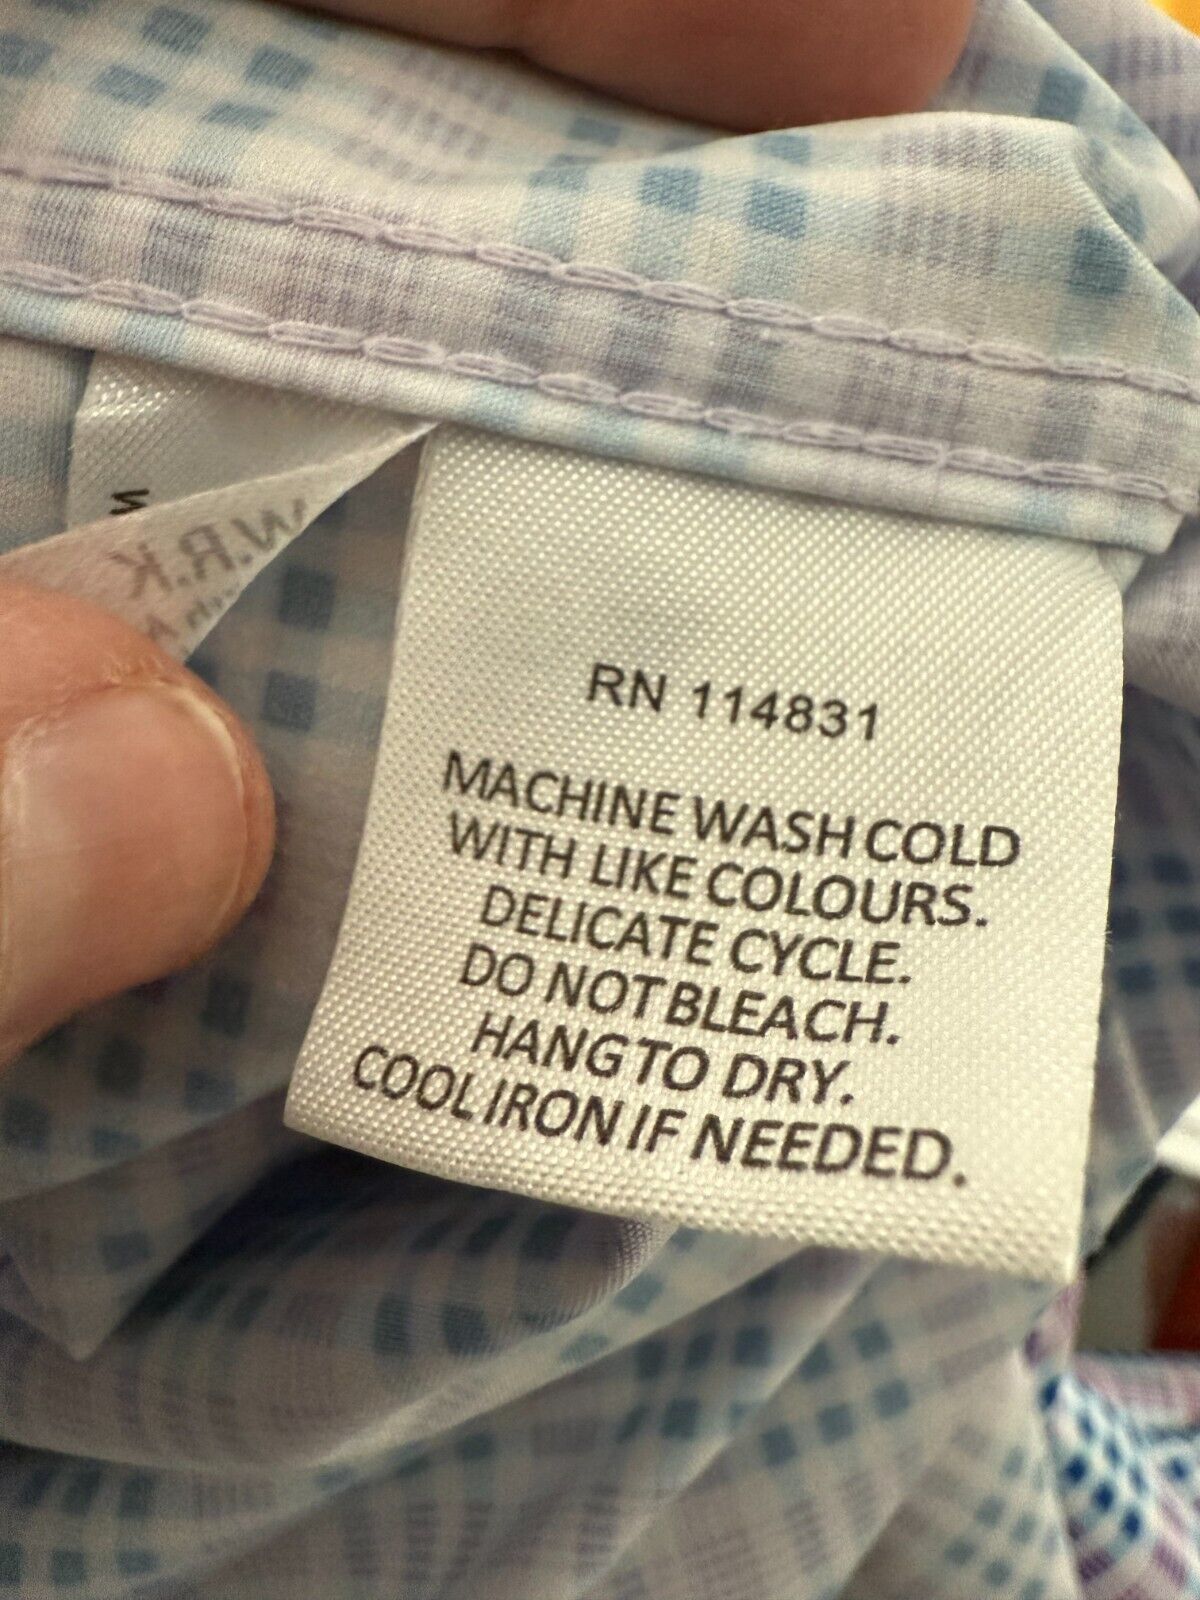 W.R.K
RN 114831
MACHINE WASH COLD
WITH LIKE COLOURS.
DELICATE CYCLE.
DO NOT BLEACH.
HANG TO DRY.
COOL IRON IF NEEDED.